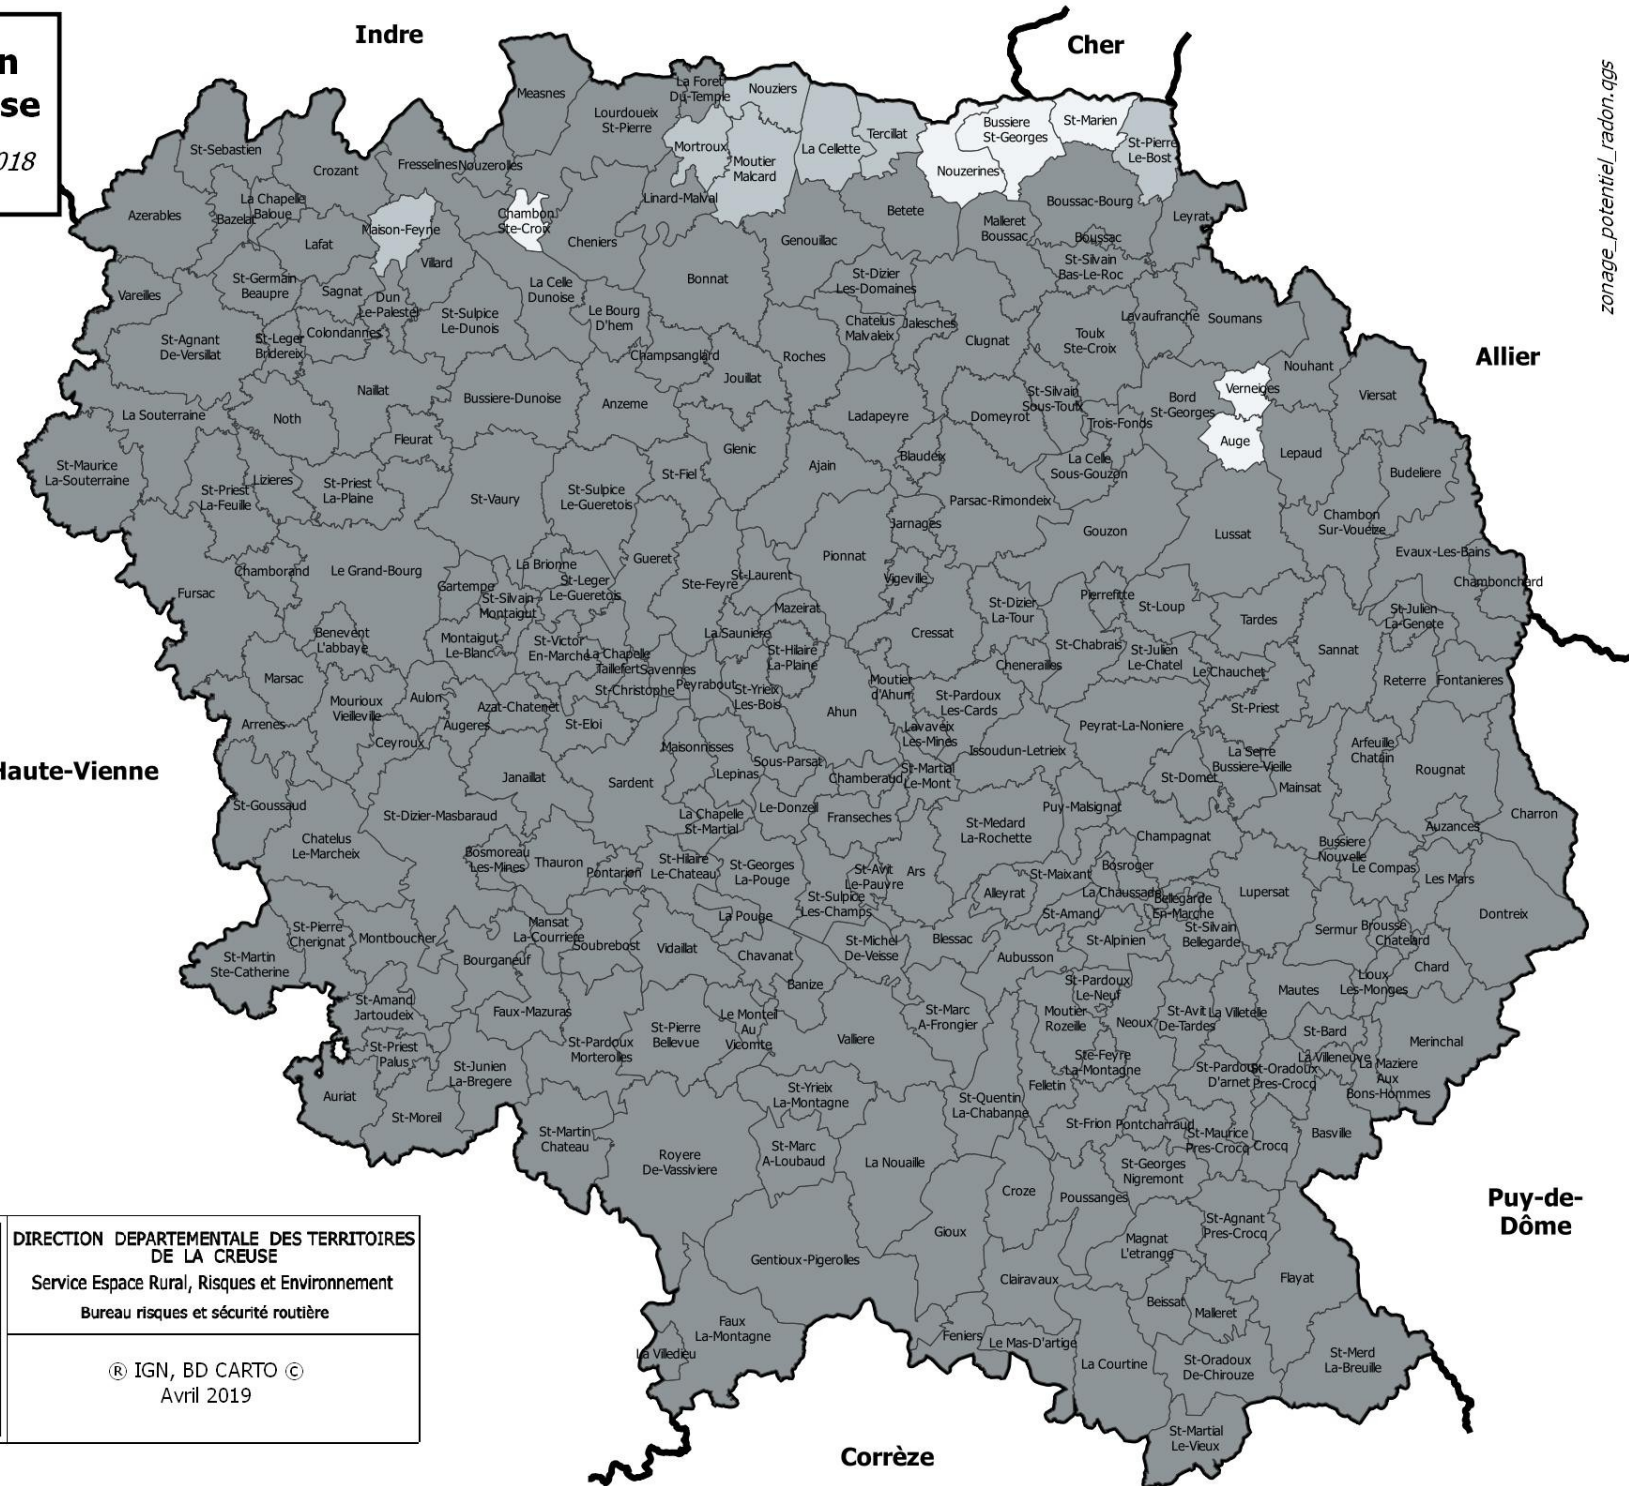 Indre
Cher
n
se
018
zonage_potentiel_radon.qgs
Measnes
La Foret
Du-Temple
Nouziers
Lourdoueix
St-Pierre
Bussiere
St-Georges
St-Marien
Tercillat
St-Pierre
Le-Bost
St-Sebastien
Mortroux
La Cellette
Moutier
Malcard
Crozant
Fresselines
Nouzerolles
Nouzerines
La Chapelle
Baloue
Linard-Malval
Boussac-Bourg
Azerables
Bazelat
Chambon
Ste-Croix
Betete
Malleret
Boussac
Leyrat
Maison-Feyne
Lafat
Cheniers
Genouillac
Boussac
Villard
St-Silvain
Bas-Le-Roc
St-Germain
Beaupre
La Celle
Dunoise
Bonnat
St-Dizier
Les-Domaines
Vareilles
Sagnat
Dun
Le-Palestel
St-Sulpice
Le-Dunois
Le Bourg
D'hem
Chatelus
Malvaleix
Jalesches
Lavaufranche
Soumans
St-Agnant
De-Versillat
St-Leger
Bridereix
Colondannes
Clugnat
Toulx
Ste-Croix
Allier
Champsanglard
Roches
Nouhant
Jouillat
Naillat
Bussiere-Dunoise
Anzeme
St-Silvain
Sous-Toulx
Bord
St-Georges
Verneiges
Viersat
La Souterraine
Noth
Ladapeyre
Domeyrot
Trois-Fonds
Fleurat
Glenic
Auge
Lepaud
St-Maurice
La-Souterraine
Ajain
Blaudeix
La Celle
Sous-Gouzon
Budeliere
St-Priest
La-Feuille
Lizieres
St-Priest
La-Plaine
St-Vaury
St-Sulpice
Le-Gueretois
St-Fiel
Parsac-Rimondeix
Jarnages
Gouzon
Lussat
Chambon
Sur-Voueize
Evaux-Les-Bains
Pionnat
Chamborand
Le Grand-Bourg
La Brionne
Gueret
Fursac
Gartempe
St-Leger
Le-Gueretois
Ste-Feyre
St-Laurent
Vigeville
Chambonchard
St-Silvain
Montaigut
Mazeirat
St-Dizier
La-Tour
Pierrefitte
St-Loup
Tardes
St-Julien
La-Genete
Benevent
L'abbaye
Montaigut
Le-Blanc
St-Victor
En-Marche
La Chapelle
Taillefert
La Sauniere
Savennes
St-Hilaire
La-Plaine
Cressat
St-Chabrais
St-Julien
Le-Chatel
Sannat
Chenerailles
Le Chauchet
Marsac
Mourioux
Vieilleville
Aulon
Augeres
Azat-Chatenet
St-Christophe
Peyrabout
St-Yrieix
Les-Bois
Moutier
d'Ahun
St-Pardoux
Les-Cards
Reterre
Fontanieres
St-Priest
Arrenes
Ceyroux
St-Eloi
Ahun
Lavaveix
Les-Mines
Peyrat-La-Noniere
Haute-Vienne
Janaillat
Maisonnisses
Sous-Parsat
Issoudun-Letrieix
La Serre
Bussiere-Vieille
Arfeuille
Chatain
Rougnat
Sardent
Lepinas
Chamberaud
St-Martial
Le-Mont
St-Domet
Mainsat
St-Goussaud
St-Dizier-Masbaraud
Le-Donzeil
La Chapelle
St-Martial
Franseches
Puy-Malsignat
Charron
St-Medard
La-Rochette
Champagnat
Auzances
Chatelus
Le-Marcheix
Bosmoreau
Les-Mines
Thauron
Pontarion
St-Hilaire
Le-Chateau
St-Georges
La-Pouge
St-Avit
Le-Pauvre
Ars
St-Maixant
Bosroger
Bussiere
Nouvelle
Le Compas
Les Mars
St-Sulpice
Les-Champs
Alleyrat
La Chaussade
Bellegarde
En-Marche
Lupersat
La Pouge
St-Amand
Dontreix
St-Pierre
Cherignat
Montboucher
Mansat
La-Courriere
Soubrebost
Vidaillat
St-Michel
De-Veisse
Blessac
St-Alpinien
St-Silvain
Bellegarde
Sermur
Brousse
Chatelard
St-Martin
Ste-Catherine
Bourganeuf
Chavanat
Aubusson
Banize
Chard
Lioux
Les-Monges
St-Pardoux
Le-Neuf
Mautes
St-Amand
Jartoudeix
Faux-Mazuras
Le Monteil
Au
Vicomte
St-Marc
A-Frongier
Moutier
Rozeille
Neoux
St-Avit
De-Tardes
La Villetelle
St-Bard
Merinchal
St-Priest
Palus
St-Pardoux
Morterolles
St-Pierre
Bellevue
Valliere
Ste-Feyre
La-Montagne
La Villeneuve
St-Junien
La-Bregere
St-Pardoux
D'arnet
St-Oradoux
Pres-Crocq
La Maziere
Aux
Bons-Hommes
Auriat
St-Yrieix
La-Montagne
Felletin
St-Quentin
La-Chabanne
St-Moreil
St-Martin
Chateau
St-Frion
Pontcharraud
St-Maurice
Pres-Crocq
Crocq
Basville
St-Marc
A-Loubaud
Royere
De-Vassiviere
La Nouaille
St-Georges
Nigremont
Croze
Poussanges
Puy-de-
Dôme
Gioux
St-Agnant
Pres-Crocq
Magnat
L'etrange
Gentioux-Pigerolles
Clairavaux
Flayat
Beissat
Malleret
Faux
La-Montagne
Feniers
Le Mas-D'artige
La Villedieu
La Courtine
St-Oradoux
De-Chirouze
St-Merd
La-Breuille
St-Martial
Le-Vieux
Corrèze
DIRECTION DEPARTEMENTALE DES TERRITOIRES
DE LA CREUSE
Service Espace Rural, Risques et Environnement
Bureau risques et sécurité routière
® IGN, BD CARTO ©
Avril 2019